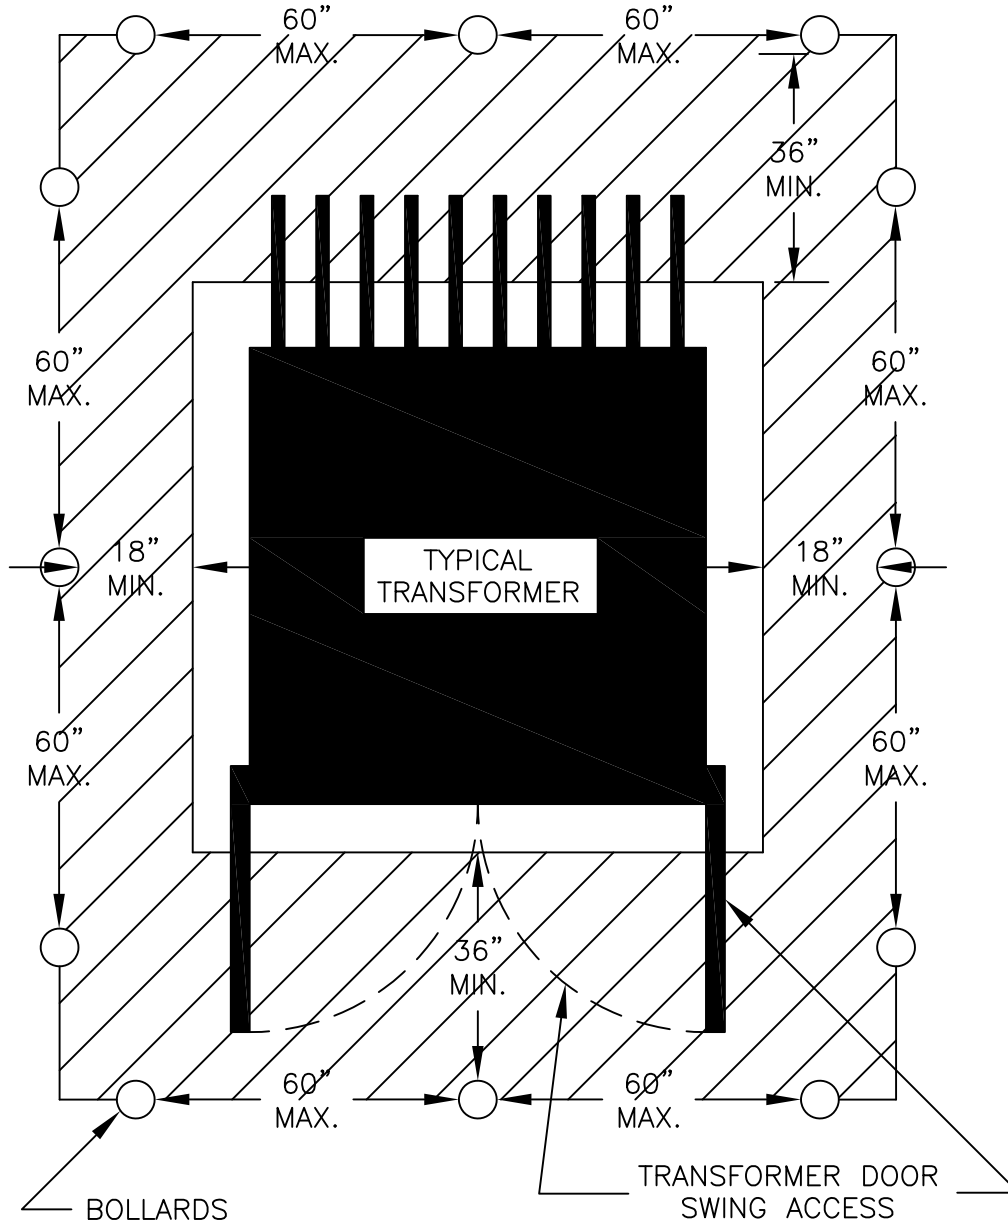 60”
MAX.
60”
MAX.
36”
MIN.
60”
MAX.
60”
MAX.
18”
MIN.
TYPICAL
TRANSFORMER
18”
MIN.
60”
MAX.
60”
MAX.
36”
MIN.
60”
MAX.
60”
MAX.
BOLLARDS
TRANSFORMER DOOR
SWING ACCESS